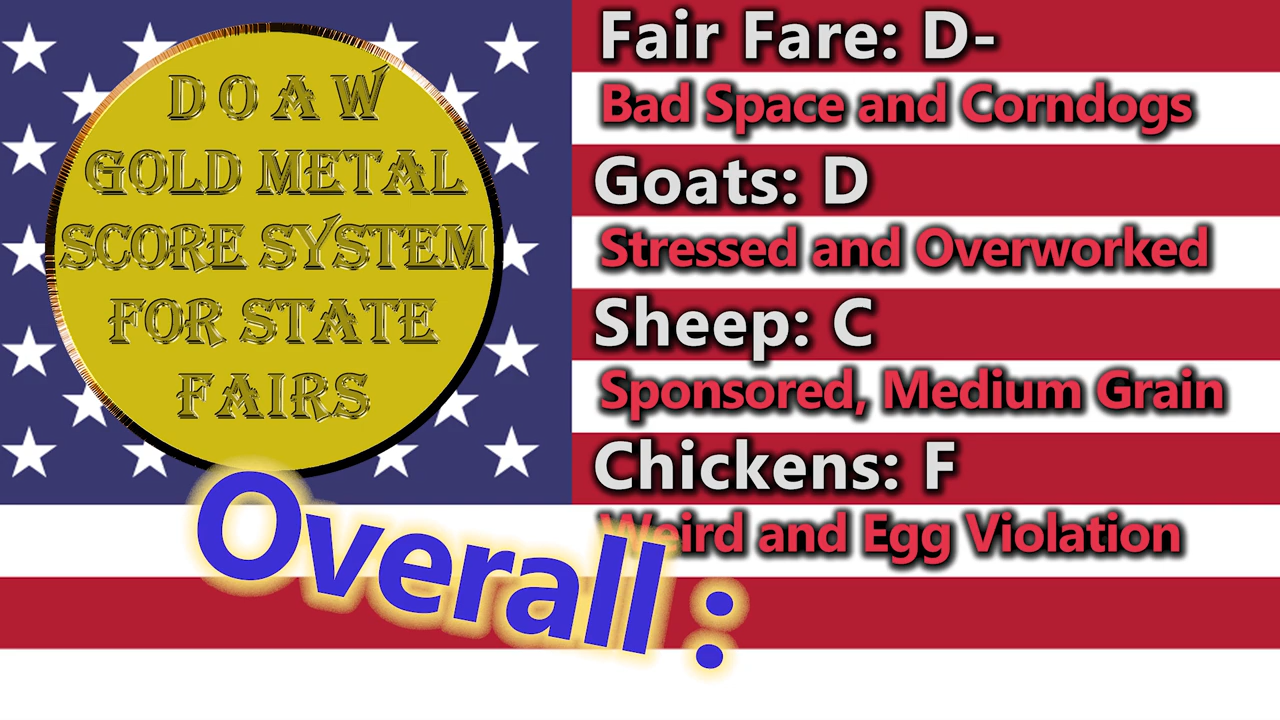 D O A W
GOLD METAL
SCORE SYSTEM
FOR STATE
FAIRS
Fair Fare: D-
Bad Space and Corndogs
Goats: D
Stressed and Overworked
Sheep: C
Sponsored, Medium Grain
Chickens: F
Weird and Egg Violation
Overall :